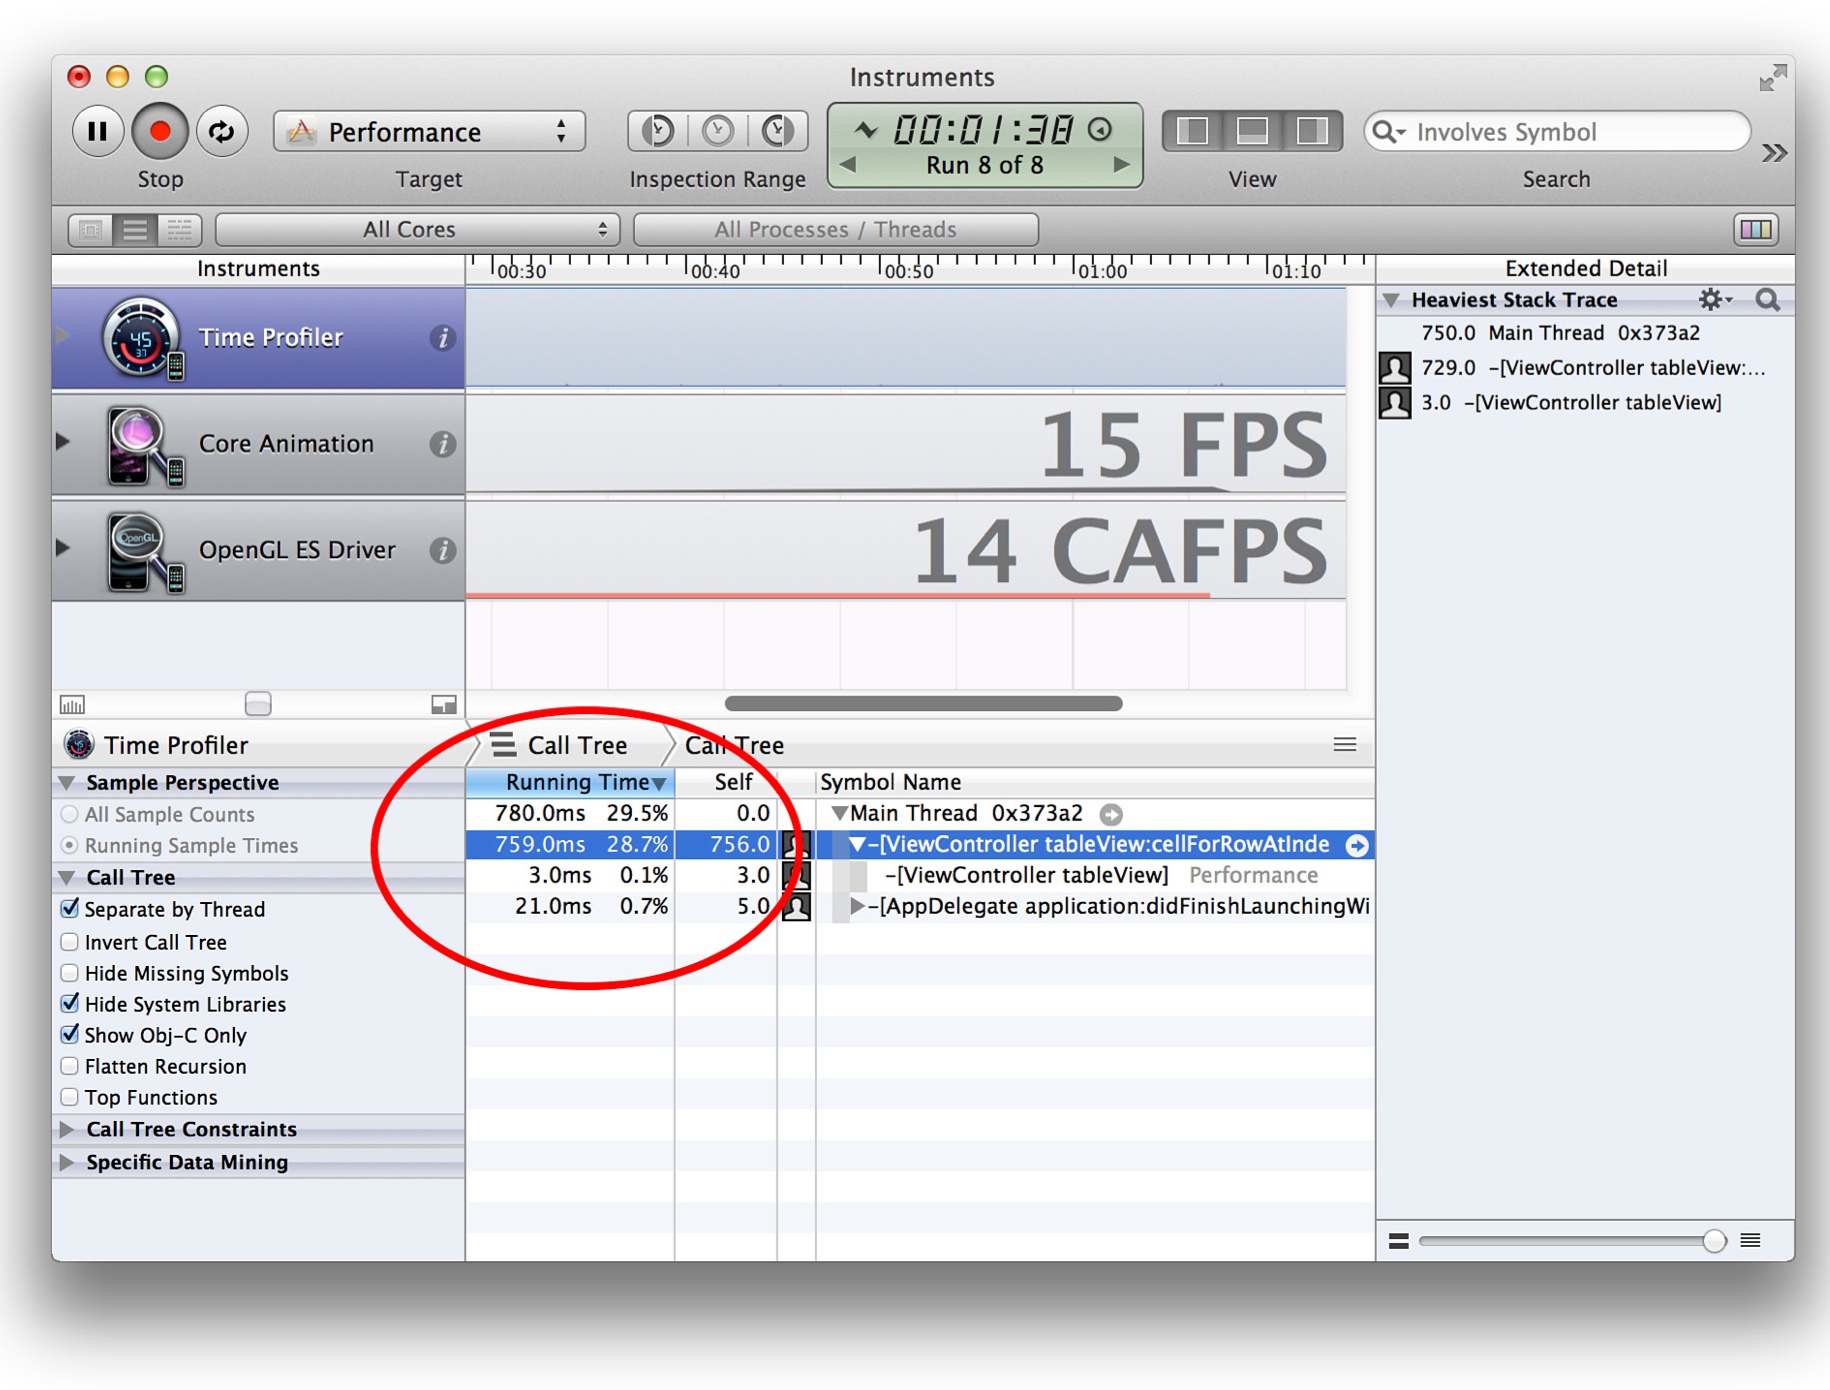 Instruments
Performance
00:01:38
Run 8 of 8
Involves Symbol
Stop
Target
Inspection Range
View
Search
All Cores
All Processes / Threads
Instruments
00:30 00:40 00:50 01:00 01:10
Extended Detail
Heaviest Stack Trace
750.0 Main Thread 0x373a2
729.0 -[ViewController tableView:...
3.0 -[ViewController tableView]
45
37
Time Profiler
Core Animation
15 FPS
OpenGL
OpenGL ES Driver
14 CAFPS
Time Profiler
Call Tree
Call Tree
Sample Perspective
All Sample Counts
Running Sample Times
Call Tree
Separate by Thread
Invert Call Tree
Hide Missing Symbols
Hide System Libraries
Show Obj-C Only
Flatten Recursion
Top Functions
Call Tree Constraints
Specific Data Mining
Running Time Self Symbol Name
780.0ms 29.5% 0.0 Main Thread 0x373a2
759.0ms 28.7% 756.0 -[ViewController tableView:cellForRowAtInde
3.0ms 0.1% 3.0 -[ViewController tableView] Performance
21.0ms 0.7% 5.0 -[AppDelegate application:didFinishLaunchingWi